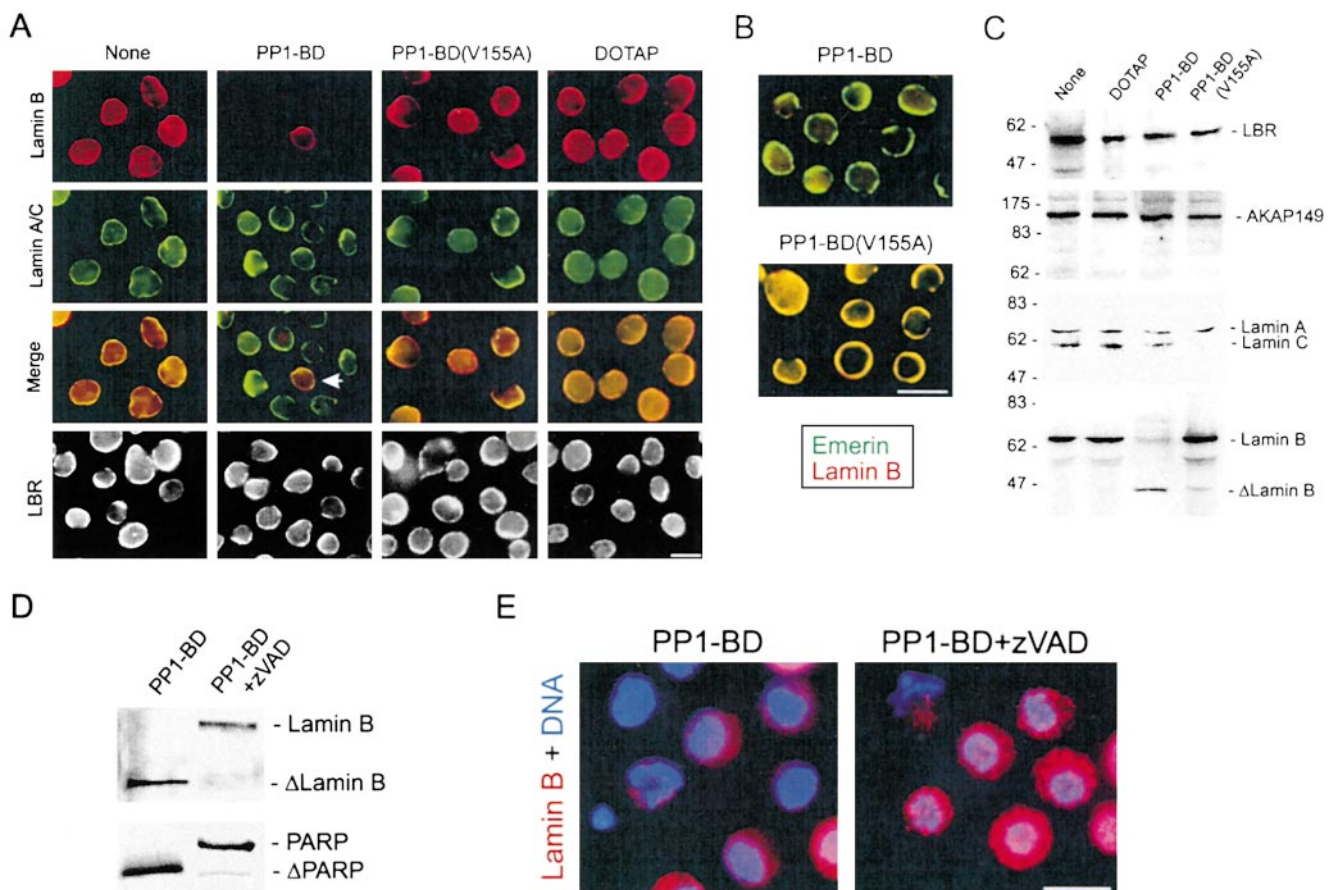 A
None PP1-BD PP1-BD(V155A) DOTAP
Lamin B
Lamin A/C
Merge
LBR
B
PP1-BD
PP1-BD(V155A)
Emerin
Lamin B
C
None DOTAP PP1-BD PP1-BD (V155A)
62 - - LBR
47 -
175 - - AKAP149
83 -
62 -
83 -
- Lamin A
62 - - Lamin C
47 -
83 -
62 - - Lamin B
47 - - ΔLamin B
D
PP1-BD PP1-BD +zVAD
- Lamin B
- ΔLamin B
- PARP
- ΔPARP
E
PP1-BD PP1-BD+zVAD
Lamin B + DNA